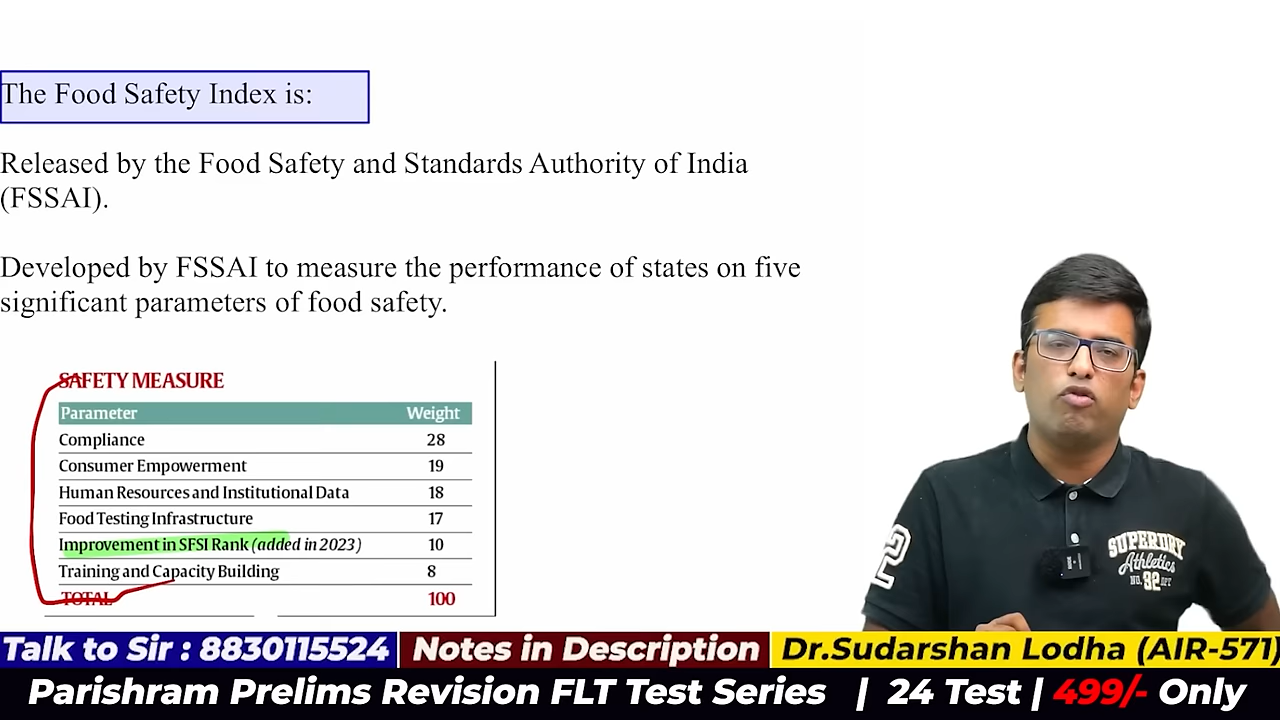 The Food Safety Index is:
Released by the Food Safety and Standards Authority of India
(FSSAI).
Developed by FSSAI to measure the performance of states on five
significant parameters of food safety.
SAFETY MEASURE
Parameter Weight
Compliance 28
Consumer Empowerment 19
Human Resources and Institutional Data 18
Food Testing Infrastructure 17
Improvement in SFSI Rank (added in 2023) 10
Training and Capacity Building 8
TOTAL 100
2
SUPERDRY
Athletics
NO. 32 DPT
Talk to Sir : 8830115524 Notes in Description Dr.Sudarshan Lodha (AIR-571)
Parishram Prelims Revision FLT Test Series | 24 Test | 499/- Only